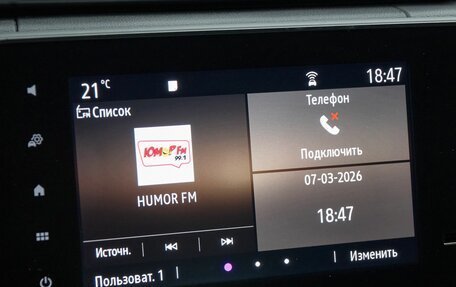 21°C
18:47
Список
Юмор FM
99.1
HUMOR FM
Источн.
Пользоват. 1
Телефон
Подключить
07-03-2026
18:47
Изменить